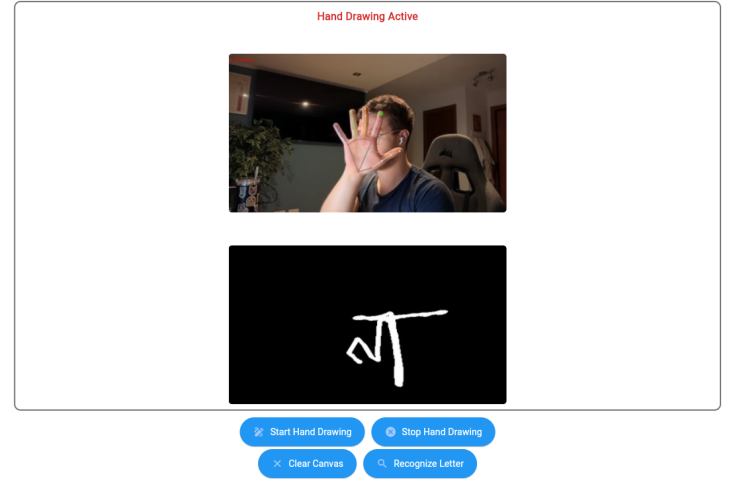 Hand Drawing Active
Start Hand Drawing
Stop Hand Drawing
Clear Canvas
Recognize Letter